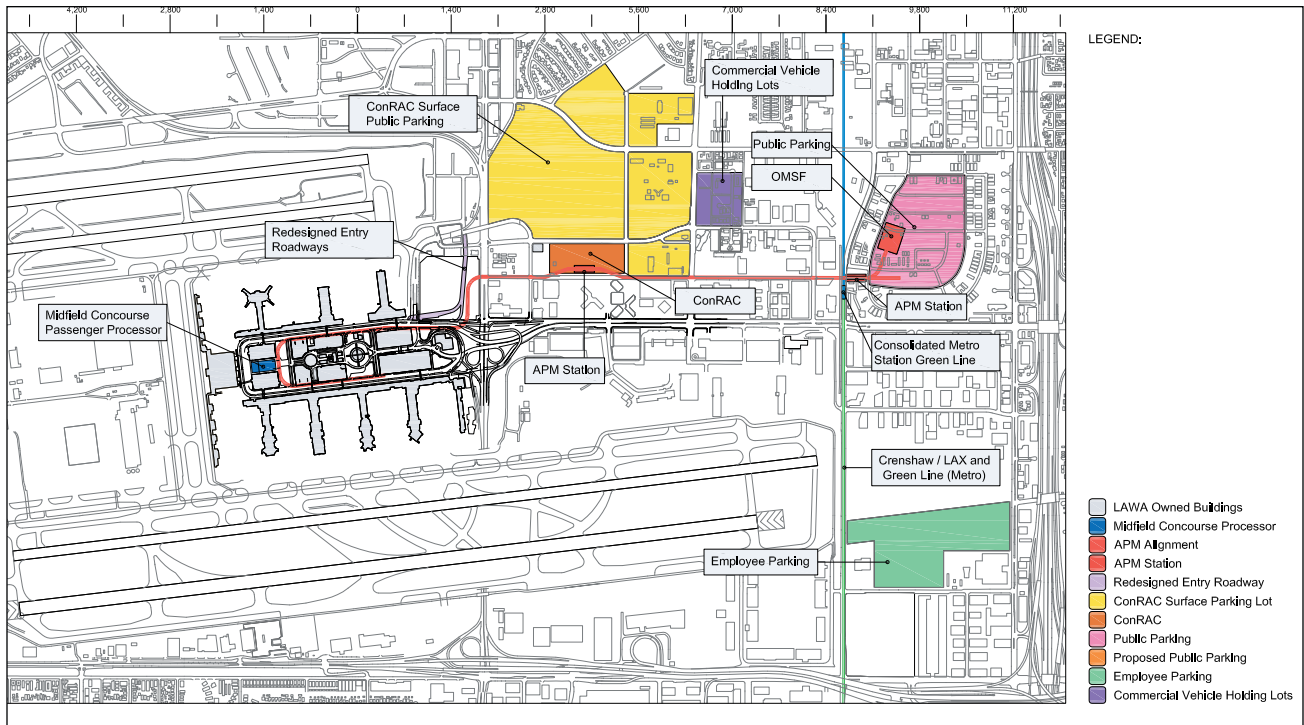 4,200 2,800 1,400 0 1,400 2,800 5,600 7,000 8,400 9,800 11,200
LEGEND:
Commercial Vehicle
Holding Lots
ConRAC Surface
Public Parking
Public Parking
OMSF
Redesigned Entry
Roadways
ConRAC
APM Station
Midfield Concourse
Passenger Processor
Consolidated Metro
Station Green Line
APM Station
Crenshaw / LAX and
Green Line (Metro)
Employee Parking
LAWA Owned Buildings
Midfield Concourse Processor
APM Alignment
APM Station
Redesigned Entry Roadway
ConRAC Surface Parking Lot
ConRAC
Public Parking
Proposed Public Parking
Employee Parking
Commercial Vehicle Holding Lots